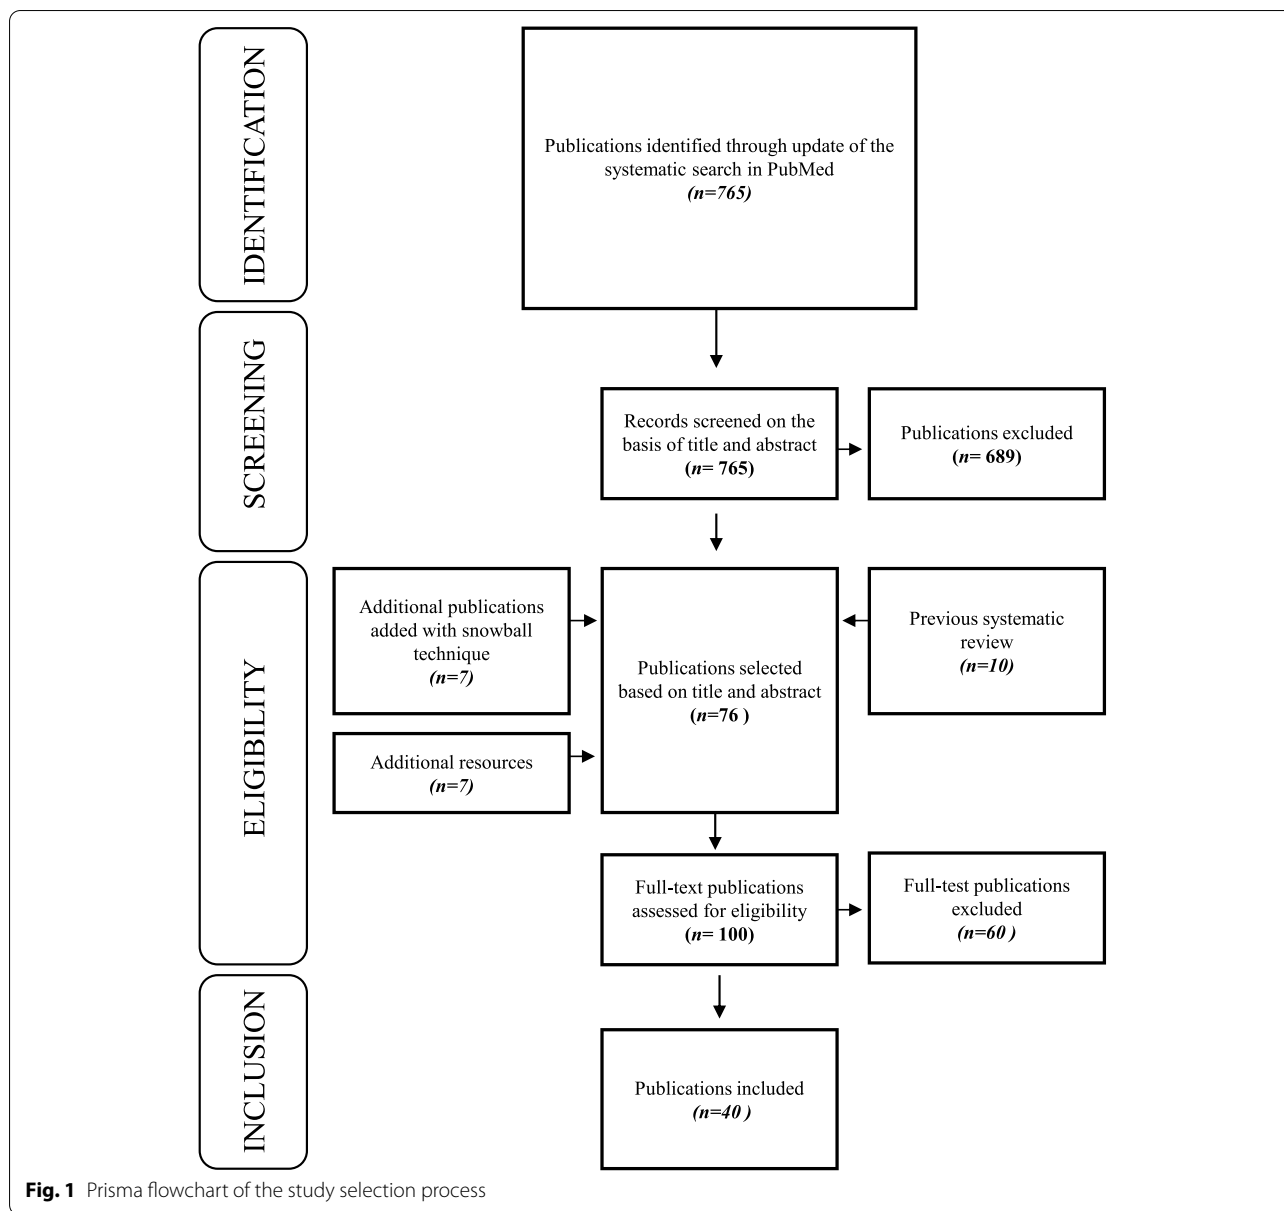 IDENTIFICATION
Publications identified through update of the
systematic search in PubMed
(n=765)
SCREENING
Records screened on the
basis of title and abstract
(n= 765)
Publications excluded
(n= 689)
ELIGIBILITY
Additional publications
added with snowball
technique
(n=7)
Additional resources
(n=7)
Publications selected
based on title and abstract
(n=76 )
Previous systematic
review
(n=10)
Full-text publications
assessed for eligibility
(n= 100)
Full-test publications
excluded
(n=60 )
INCLUSION
Publications included
(n=40 )
Fig. 1 Prisma flowchart of the study selection process